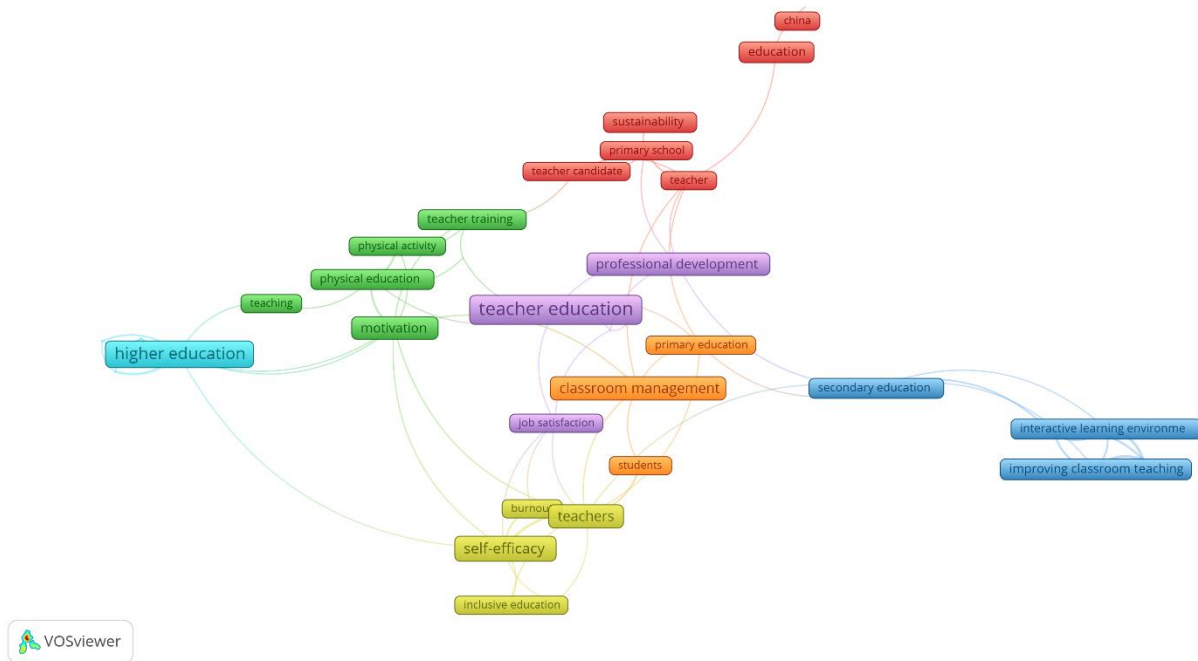 china
education
sustainability
primary school
teacher candidate
teacher
teacher training
physical activity
professional development
physical education
teaching
teacher education
motivation
primary education
higher education
classroom management
secondary education
job satisfaction
interactive learning environme
students
improving classroom teaching
burnou
teachers
self-efficacy
inclusive education
VOSviewer